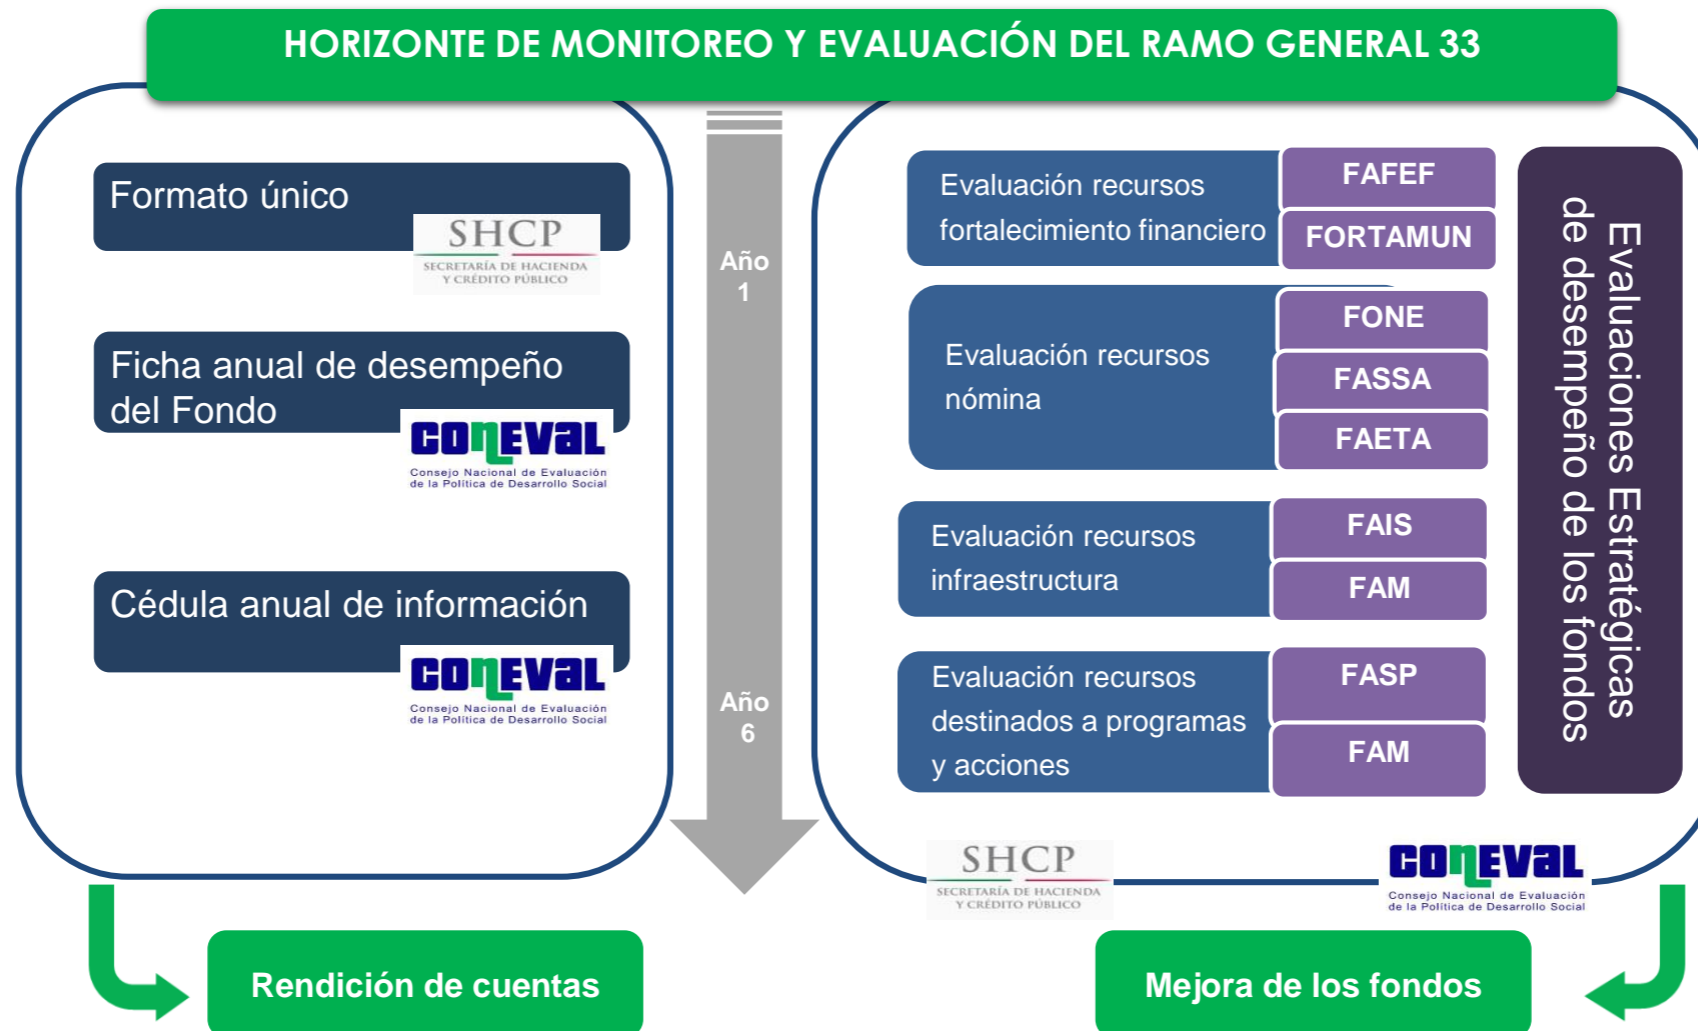 HORIZONTE DE MONITOREO Y EVALUACIÓN DEL RAMO GENERAL 33
Formato único
SHCP
SECRETARÍA DE HACIENDA
Y CRÉDITO PÚBLICO
Ficha anual de desempeño
del Fondo
CONEVAL
Consejo Nacional de Evaluación
de la Política de Desarrollo Social
Cédula anual de información
CONEVAL
Consejo Nacional de Evaluación
de la Política de Desarrollo Social
Año
1
Año
6
Evaluación recursos
fortalecimiento financiero
FAFEF
FORTAMUN
Evaluación recursos
nómina
FONE
FASSA
FAETA
Evaluación recursos
infraestructura
FAIS
FAM
Evaluación recursos
destinados a programas
y acciones
FASP
FAM
Evaluaciones Estratégicas
de desempeño de los fondos
SHCP
SECRETARÍA DE HACIENDA
Y CRÉDITO PÚBLICO
CONEVAL
Consejo Nacional de Evaluación
de la Política de Desarrollo Social
Rendición de cuentas
Mejora de los fondos